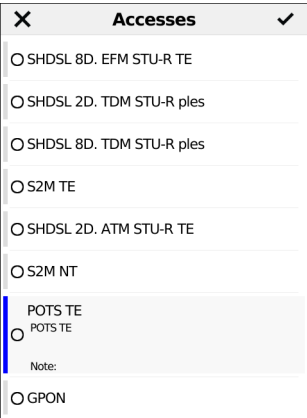 Accesses
SHDSL 8D. EFM STU-R TE
SHDSL 2D. TDM STU-R ples
SHDSL 8D. TDM STU-R ples
S2M TE
SHDSL 2D. ATM STU-R TE
S2M NT
POTS TE
POTS TE
Note:
GPON